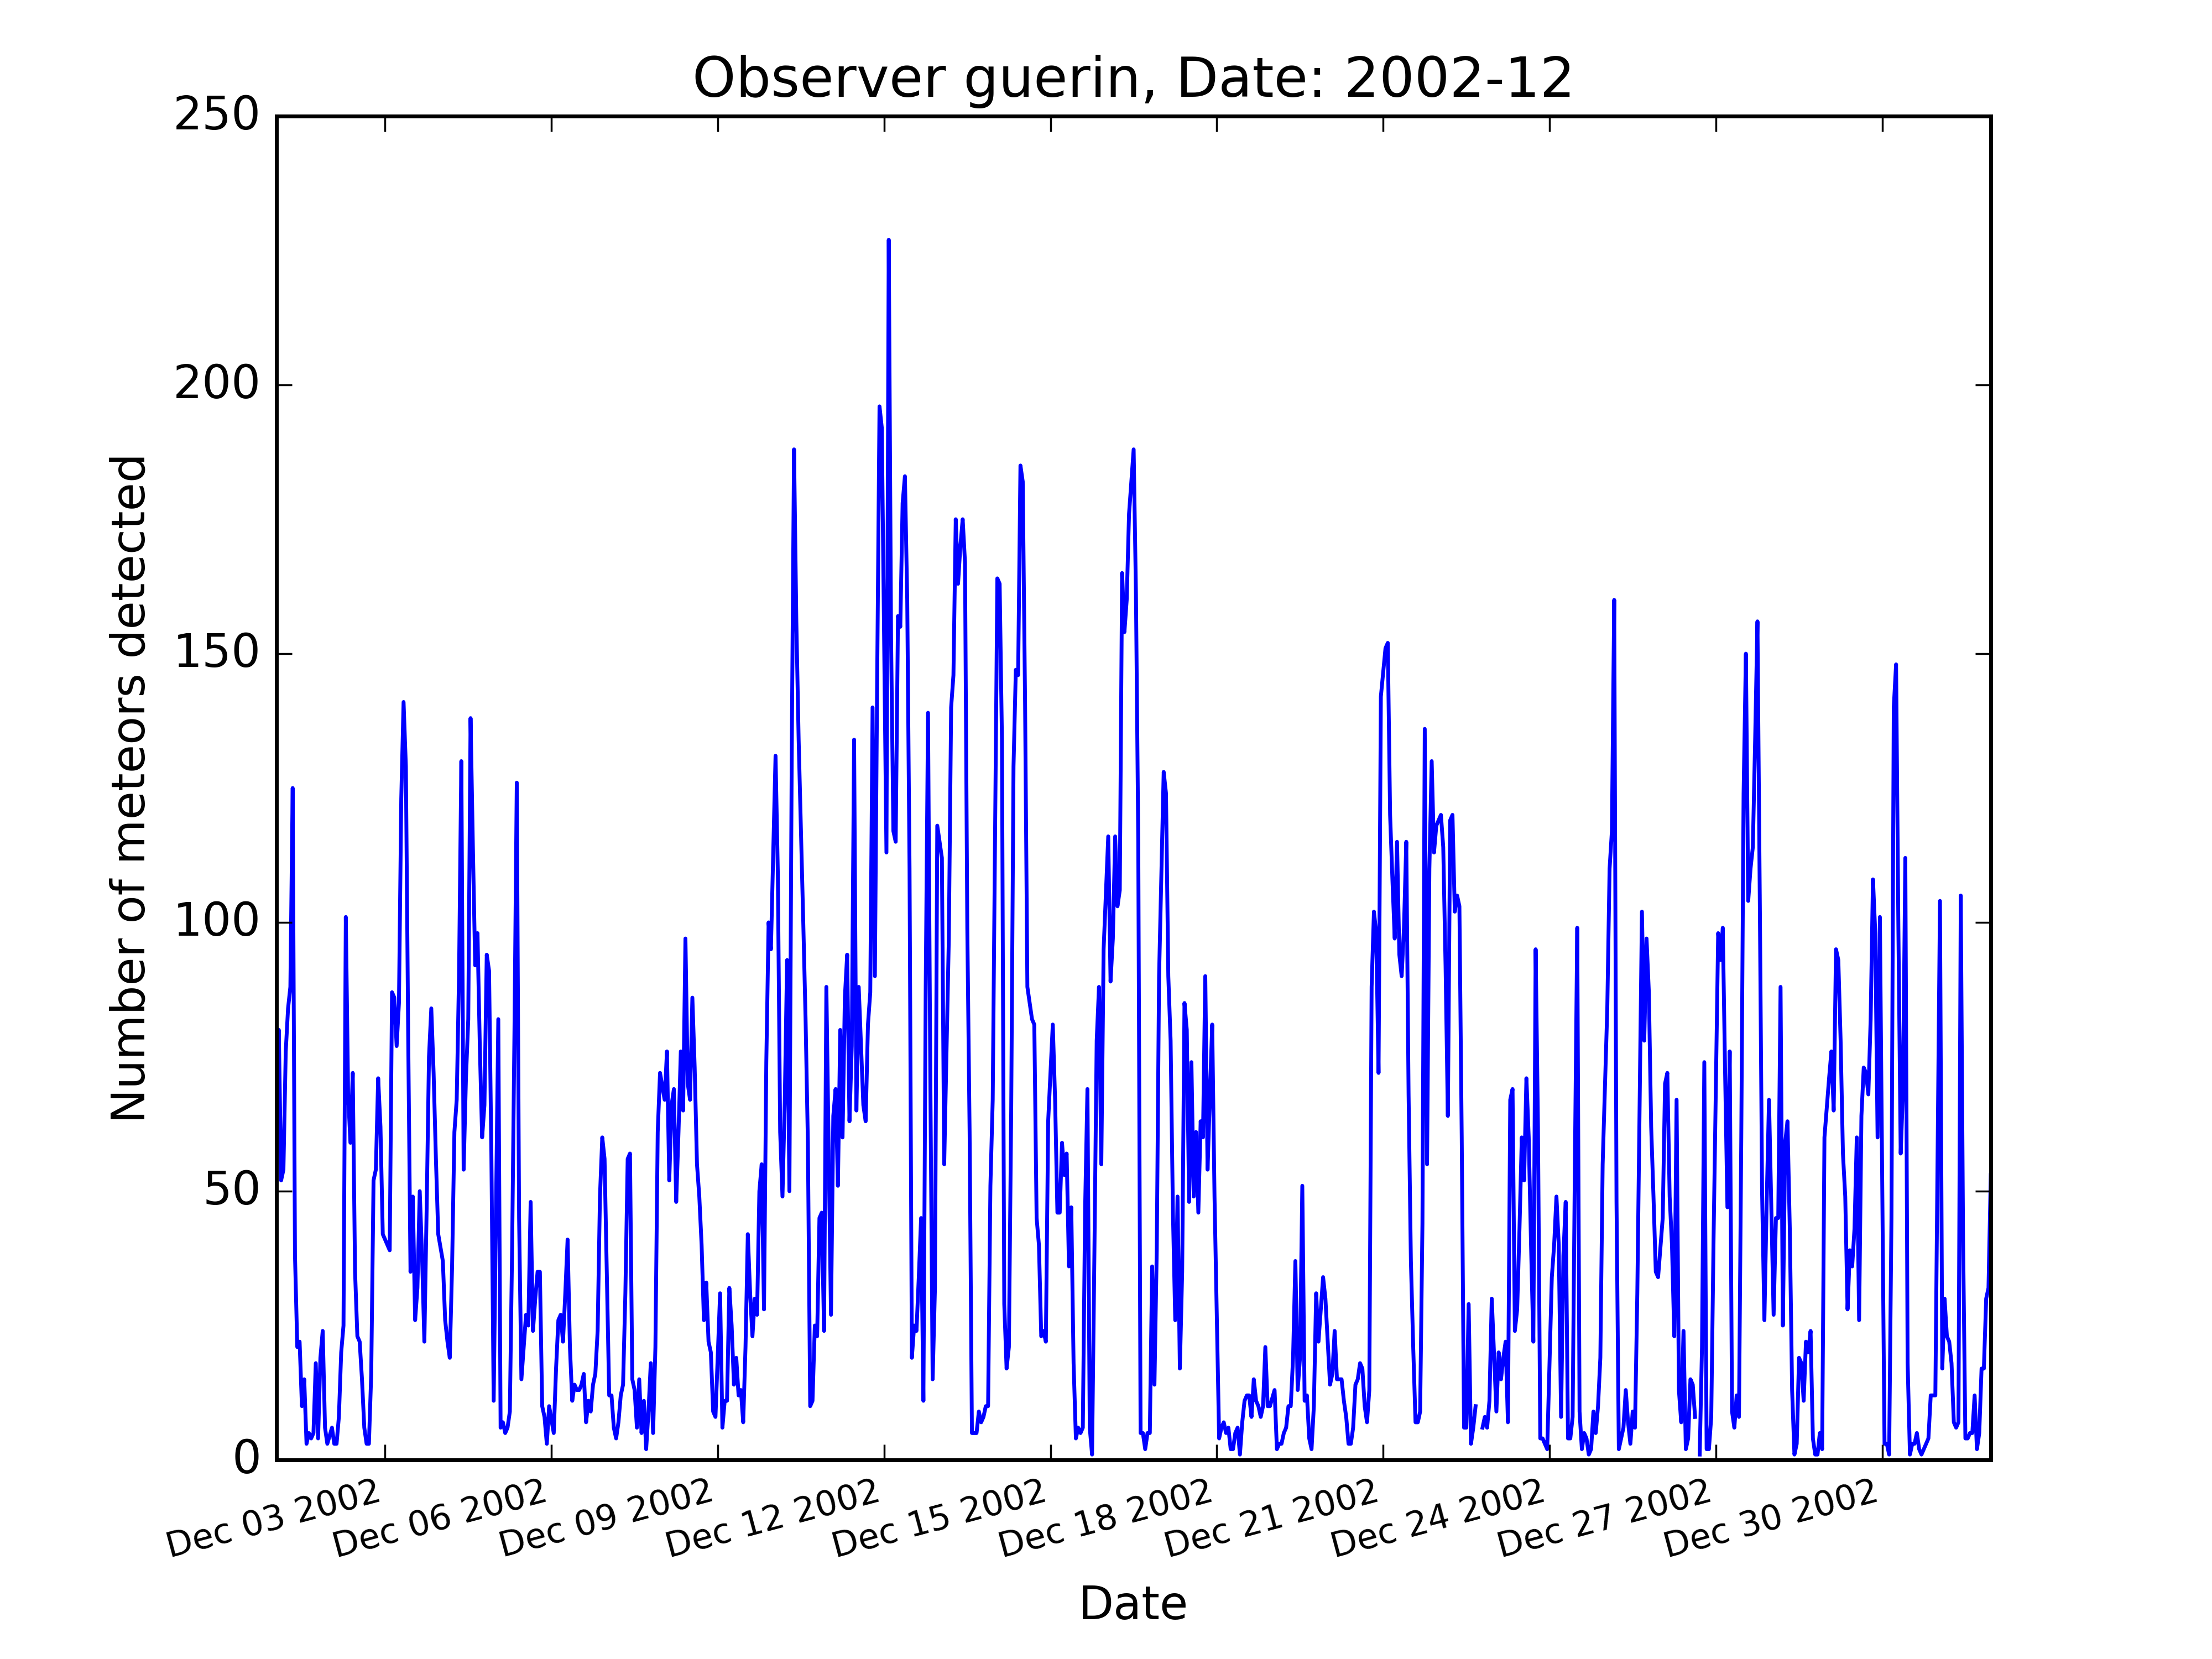 Observer guerin, Date: 2002-12
250
200
150
100
50
0
Number of meteors detected
Dec 03 2002
Dec 06 2002
Dec 09 2002
Dec 12 2002
Dec 15 2002
Dec 18 2002
Dec 21 2002
Dec 24 2002
Dec 27 2002
Dec 30 2002
Date